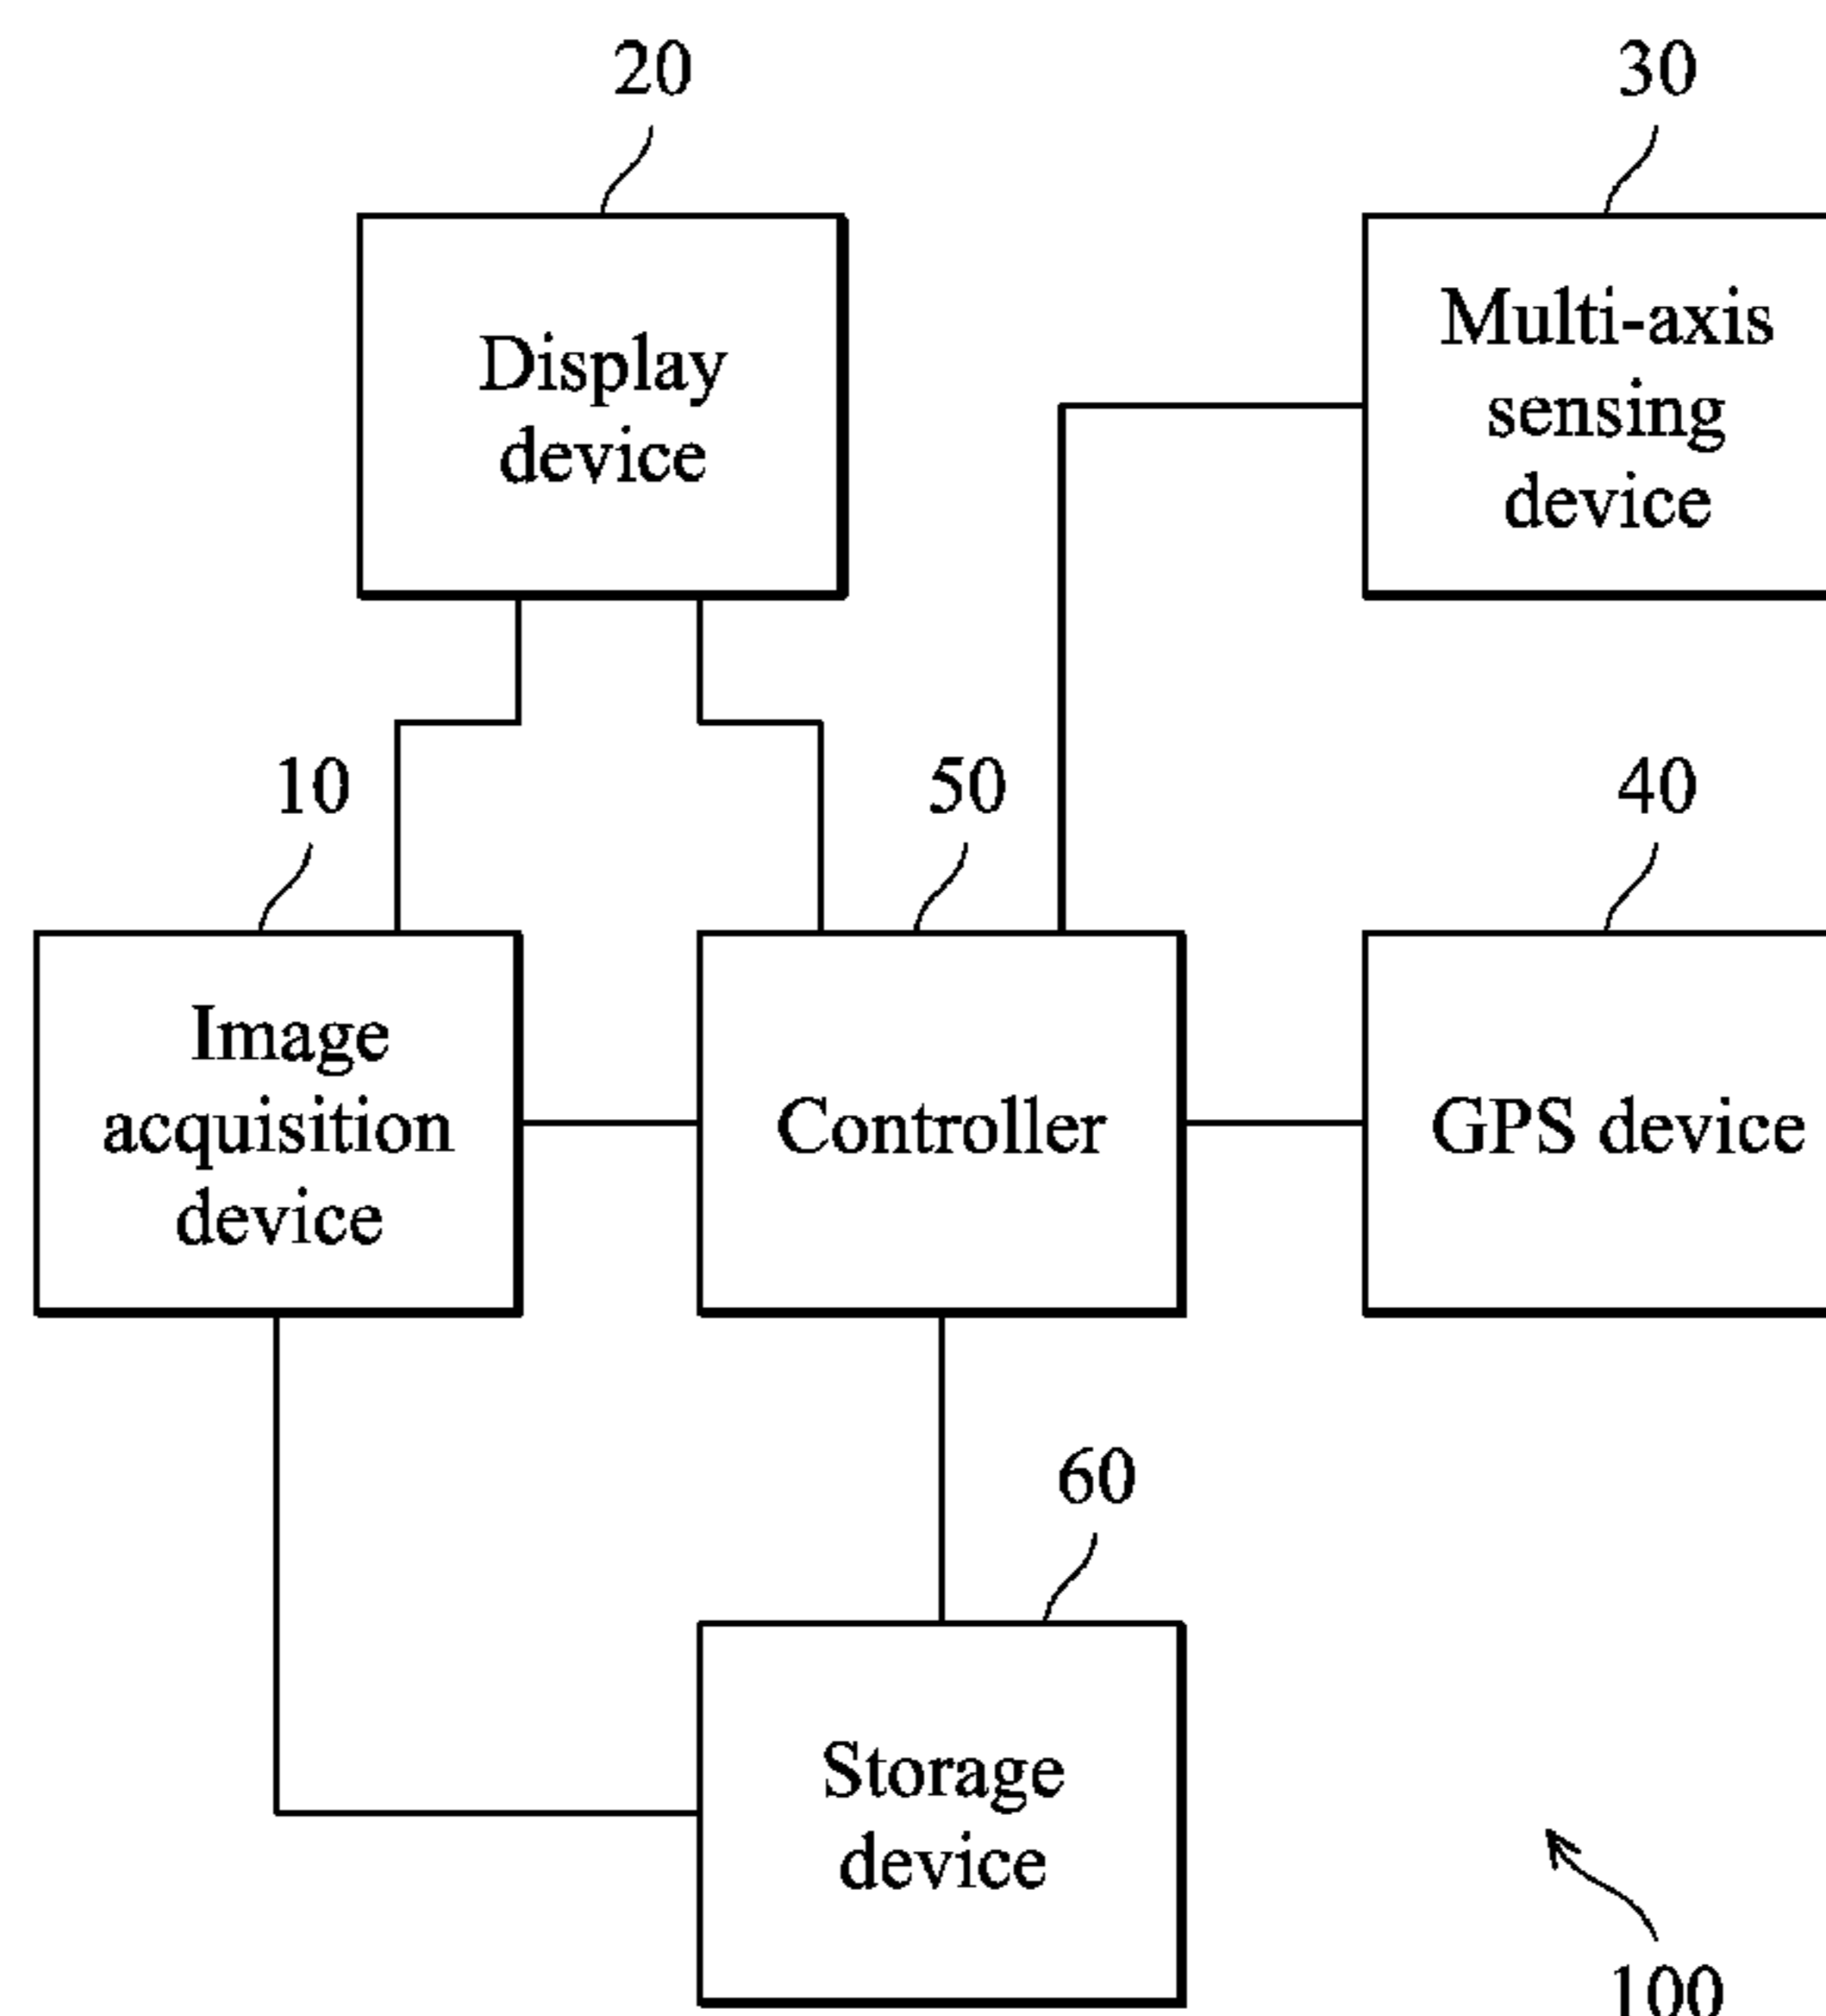 20
30
Display
device
Multi-axis
sensing
device
10
50
40
Image
acquisition
device
Controller
GPS device
60
Storage
device
100